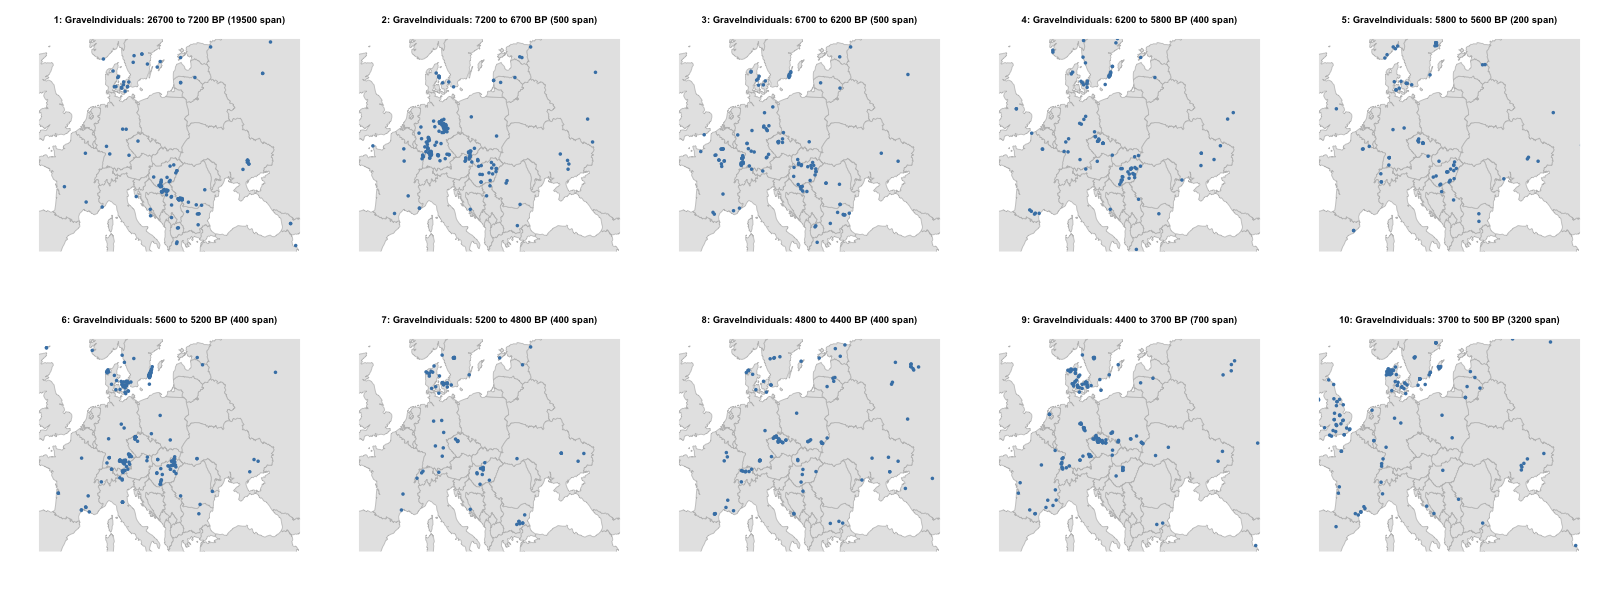 1: GraveIndividuals: 26700 to 7200 BP (19500 span)
2: GraveIndividuals: 7200 to 6700 BP (500 span)
3: GraveIndividuals: 6700 to 6200 BP (500 span)
4: GraveIndividuals: 6200 to 5800 BP (400 span)
5: GraveIndividuals: 5800 to 5600 BP (200 span)
6: GraveIndividuals: 5600 to 5200 BP (400 span)
7: GraveIndividuals: 5200 to 4800 BP (400 span)
8: GraveIndividuals: 4800 to 4400 BP (400 span)
9: GraveIndividuals: 4400 to 3700 BP (700 span)
10: GraveIndividuals: 3700 to 500 BP (3200 span)